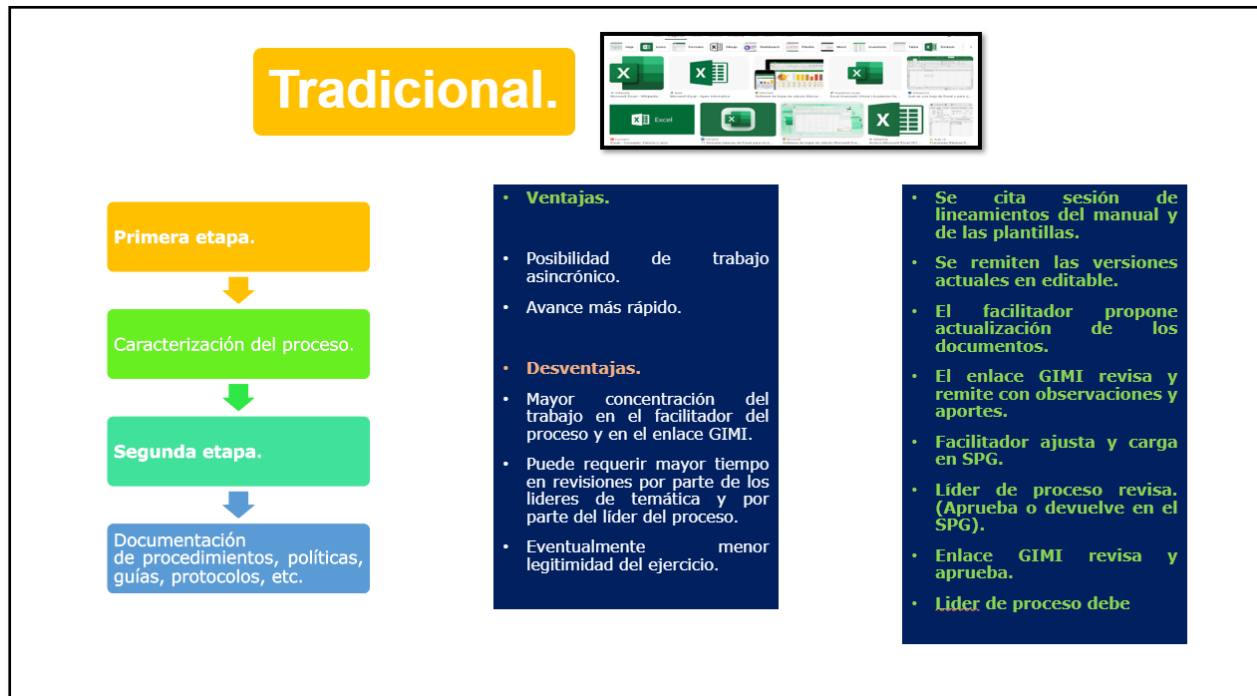 Tradicional.
Excel
Primera etapa.
Caracterización del proceso.
Segunda etapa.
Documentación
de procedimientos, políticas,
guías, protocolos, etc.
• Ventajas.
• Posibilidad de trabajo
asincrónico.
• Avance más rápido.
• Desventajas.
• Mayor concentración del
trabajo en el facilitador del
proceso y en el enlace GIMI.
• Puede requerir mayor tiempo
en revisiones por parte de los
lideres de temática y por
parte del líder del proceso.
• Eventualmente menor
legitimidad del ejercicio.
• Se cita sesión de
lineamientos del manual y
de las plantillas.
• Se remiten las versiones
actuales en editable.
• El facilitador propone
actualización de los
documentos.
• El enlace GIMI revisa y
remite con observaciones y
aportes.
• Facilitador ajusta y carga
en SPG.
• Líder de proceso revisa.
(Aprueba o devuelve en el
SPG).
• Enlace GIMI revisa y
aprueba.
• Lider de proceso debe